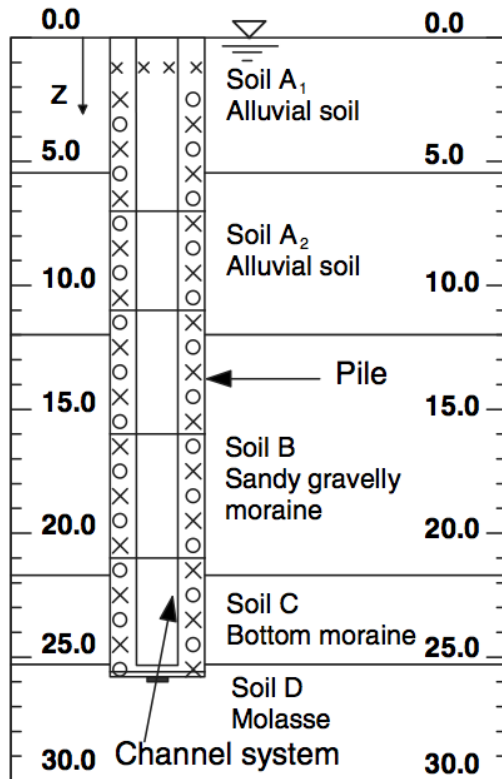 0.0
0.0
Soil A₁
Alluvial soil
z
5.0
5.0
Soil A₂
Alluvial soil
10.0
10.0
Pile
15.0
15.0
Soil B
Sandy gravelly
moraine
20.0
20.0
Soil C
Bottom moraine
25.0
25.0
Soil D
Molasse
Channel system
30.0
30.0